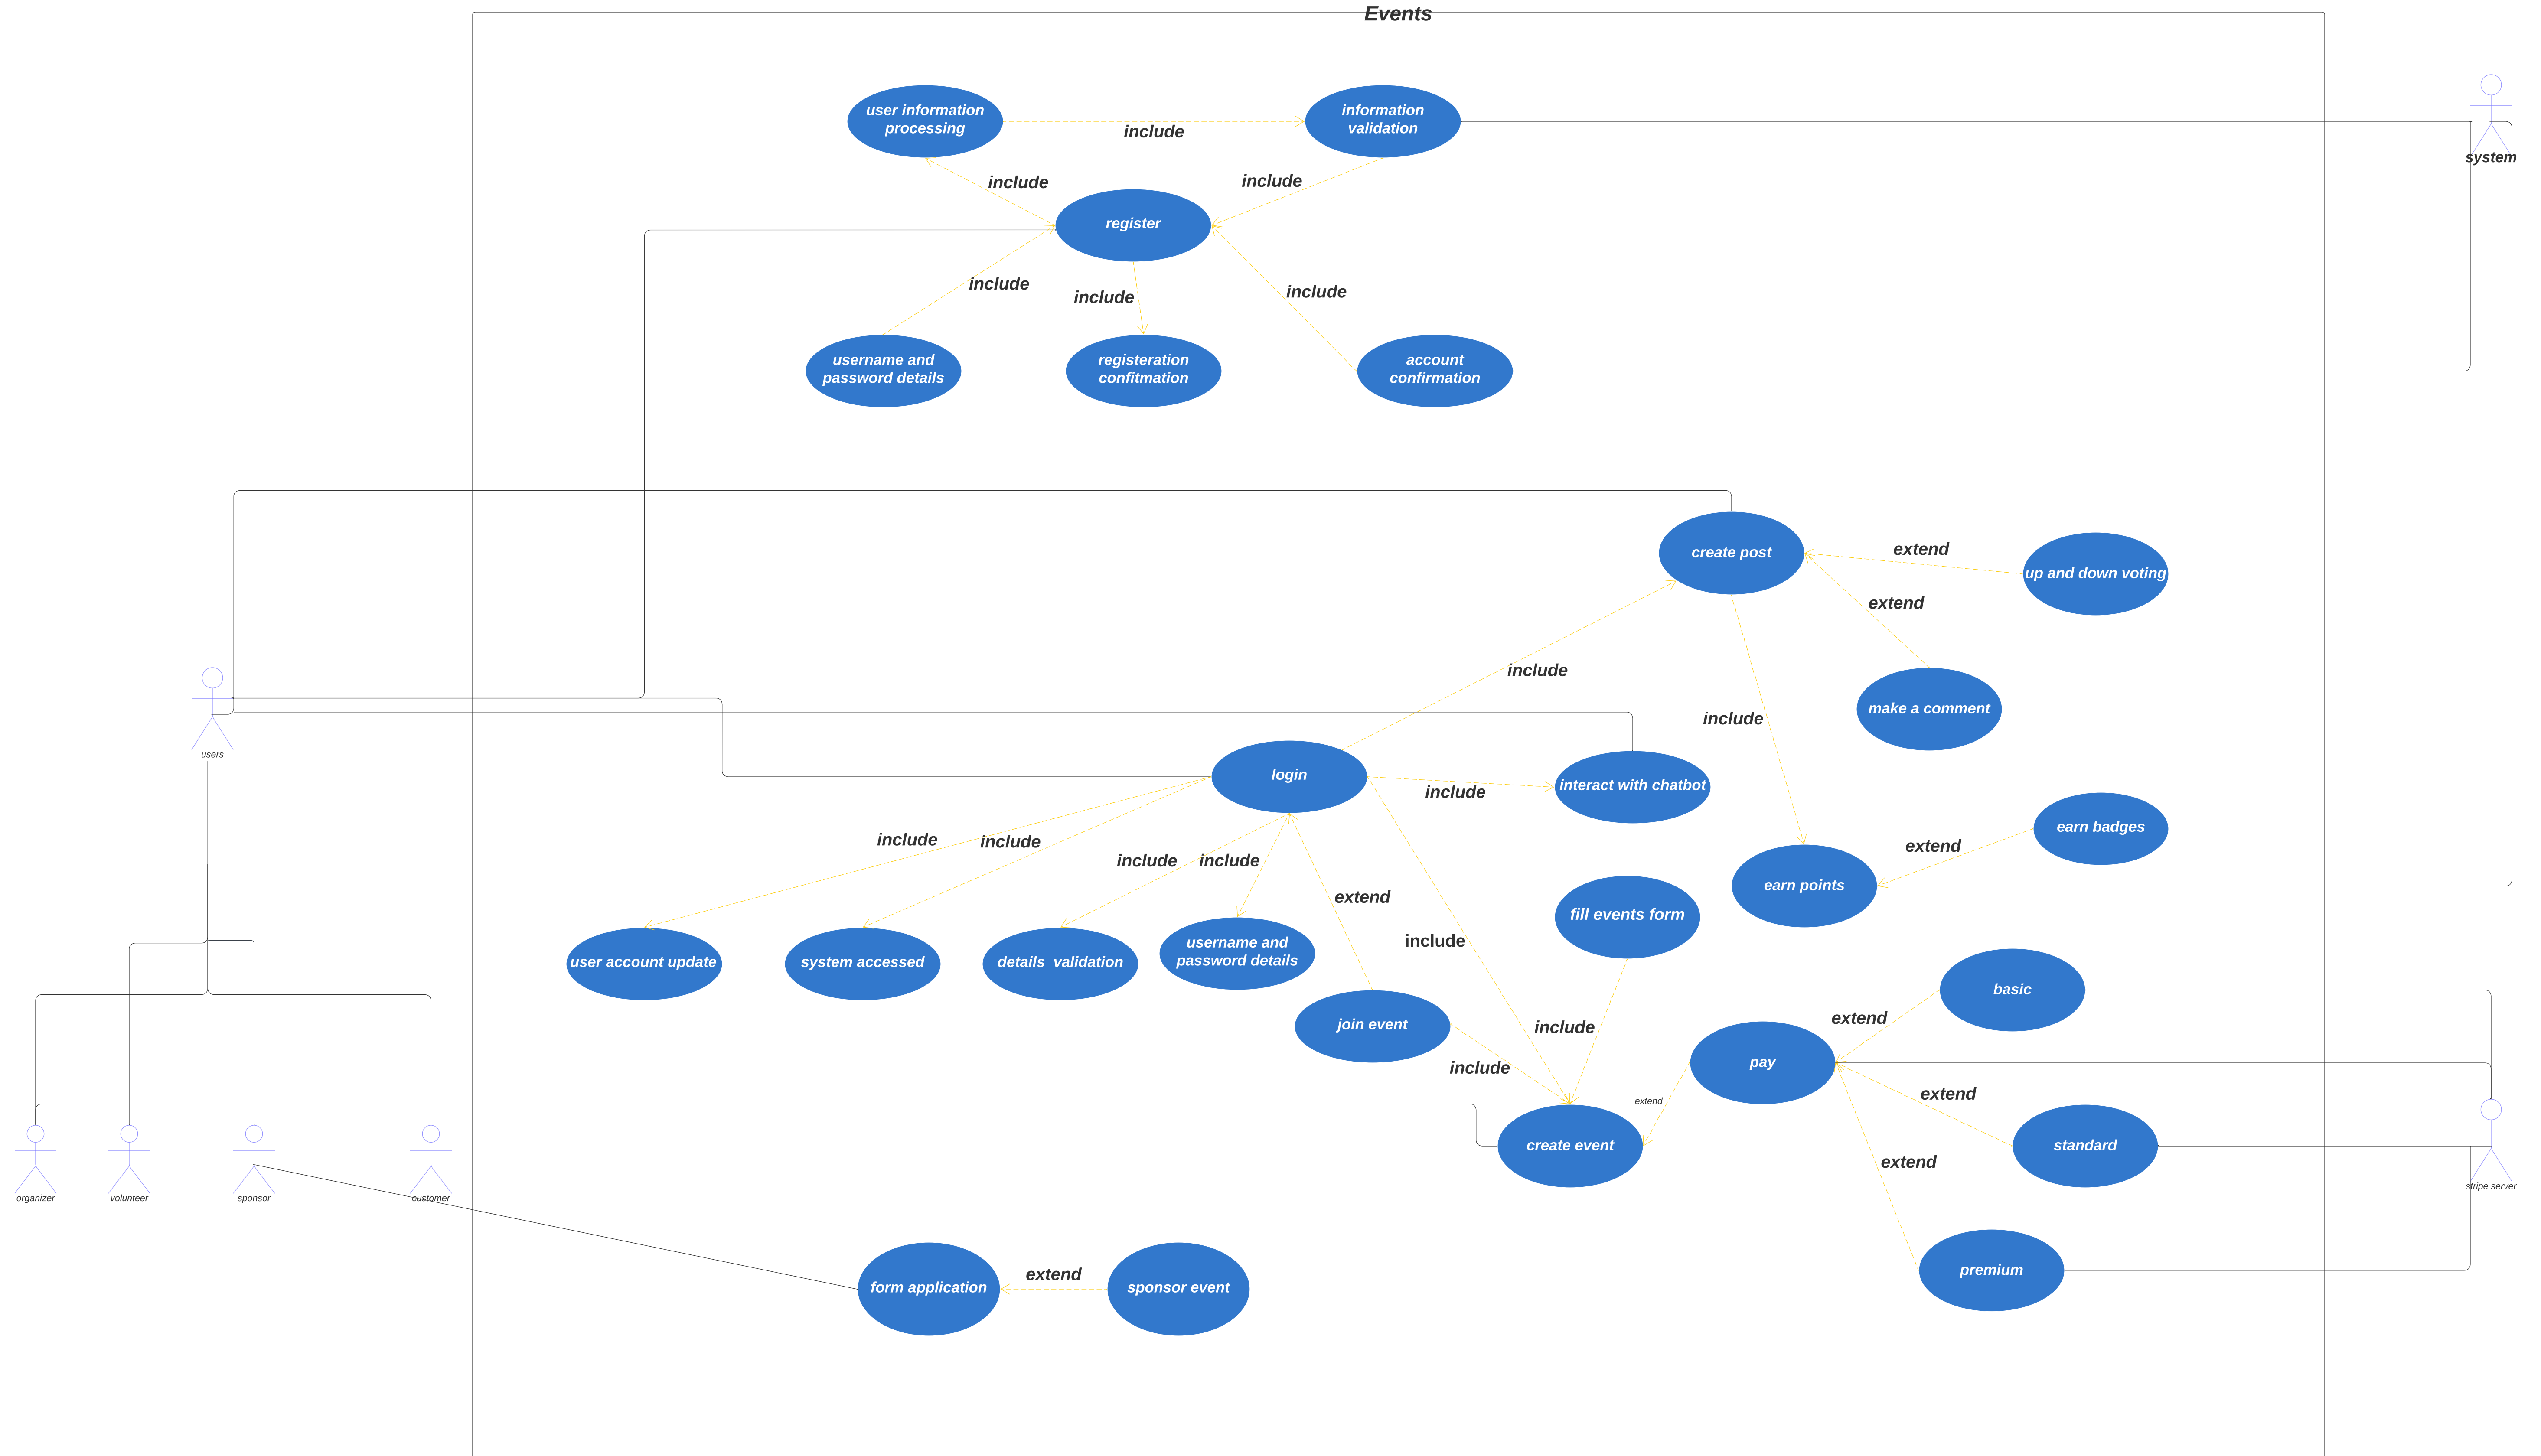 Events
user information
processing
include
information
validation
system
include
include
register
include
include
include
username and
password details
registeration
confitmation
account
confirmation
create post
extend
up and down voting
extend
include
make a comment
include
users
login
interact with chatbot
include
earn badges
include
include
include
include
extend
earn points
extend
fill events form
include
user account update
system accessed
details  validation
username and
password details
basic
join event
include
extend
pay
include
extend
extend
create event
standard
extend
organizer
volunteer
sponsor
customer
stripe server
form application
extend
sponsor event
premium